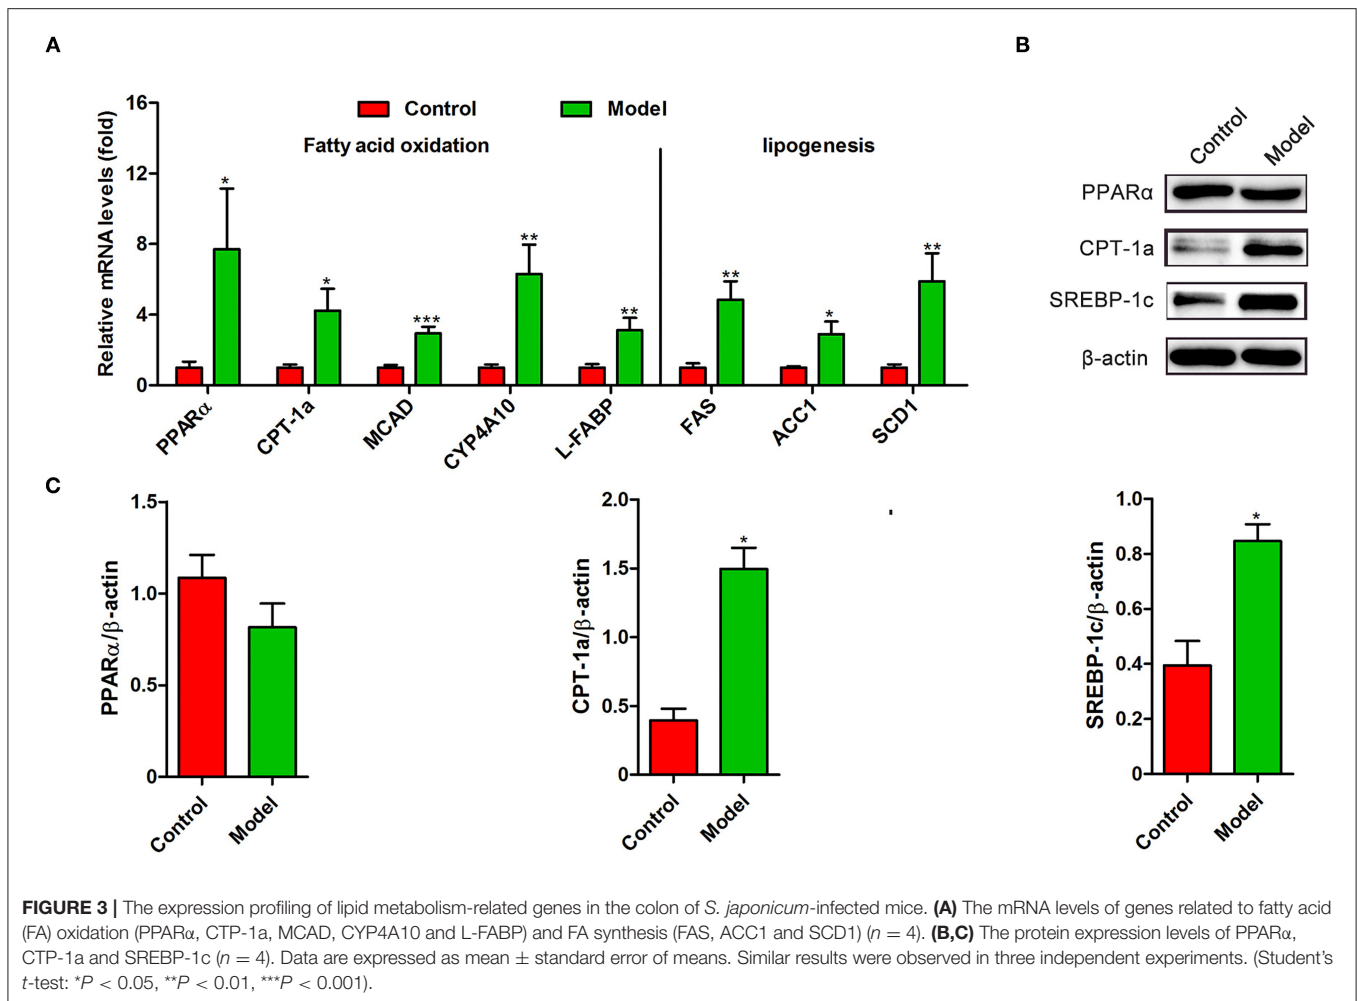 A
B
16
12
8
4
0
Relative mRNA levels (fold)
Control
Model
Fatty acid oxidation
lipogenesis
*
*
***
**
**
**
*
**
PPARα
CPT-1a
MCAD
CYP4A10
L-FABP
FAS
ACC1
SCD1
Control
Model
PPARα
CPT-1a
SREBP-1c
β-actin
C
1.5
1.0
0.5
0
PPARα/β-actin
Control
Model
2.0
1.5
1.0
0.5
0
CPT-1a/β-actin
*
Control
Model
1.0
0.8
0.6
0.4
0.2
0
SREBP-1c/β-actin
*
Control
Model
FIGURE 3 | The expression profiling of lipid metabolism-related genes in the colon of S. japonicum-infected mice. (A) The mRNA levels of genes related to fatty acid
(FA) oxidation (PPARα, CTP-1a, MCAD, CYP4A10 and L-FABP) and FA synthesis (FAS, ACC1 and SCD1) (n = 4). (B,C) The protein expression levels of PPARα,
CTP-1a and SREBP-1c (n = 4). Data are expressed as mean ± standard error of means. Similar results were observed in three independent experiments. (Student's
t-test: *P < 0.05, **P < 0.01, ***P < 0.001).